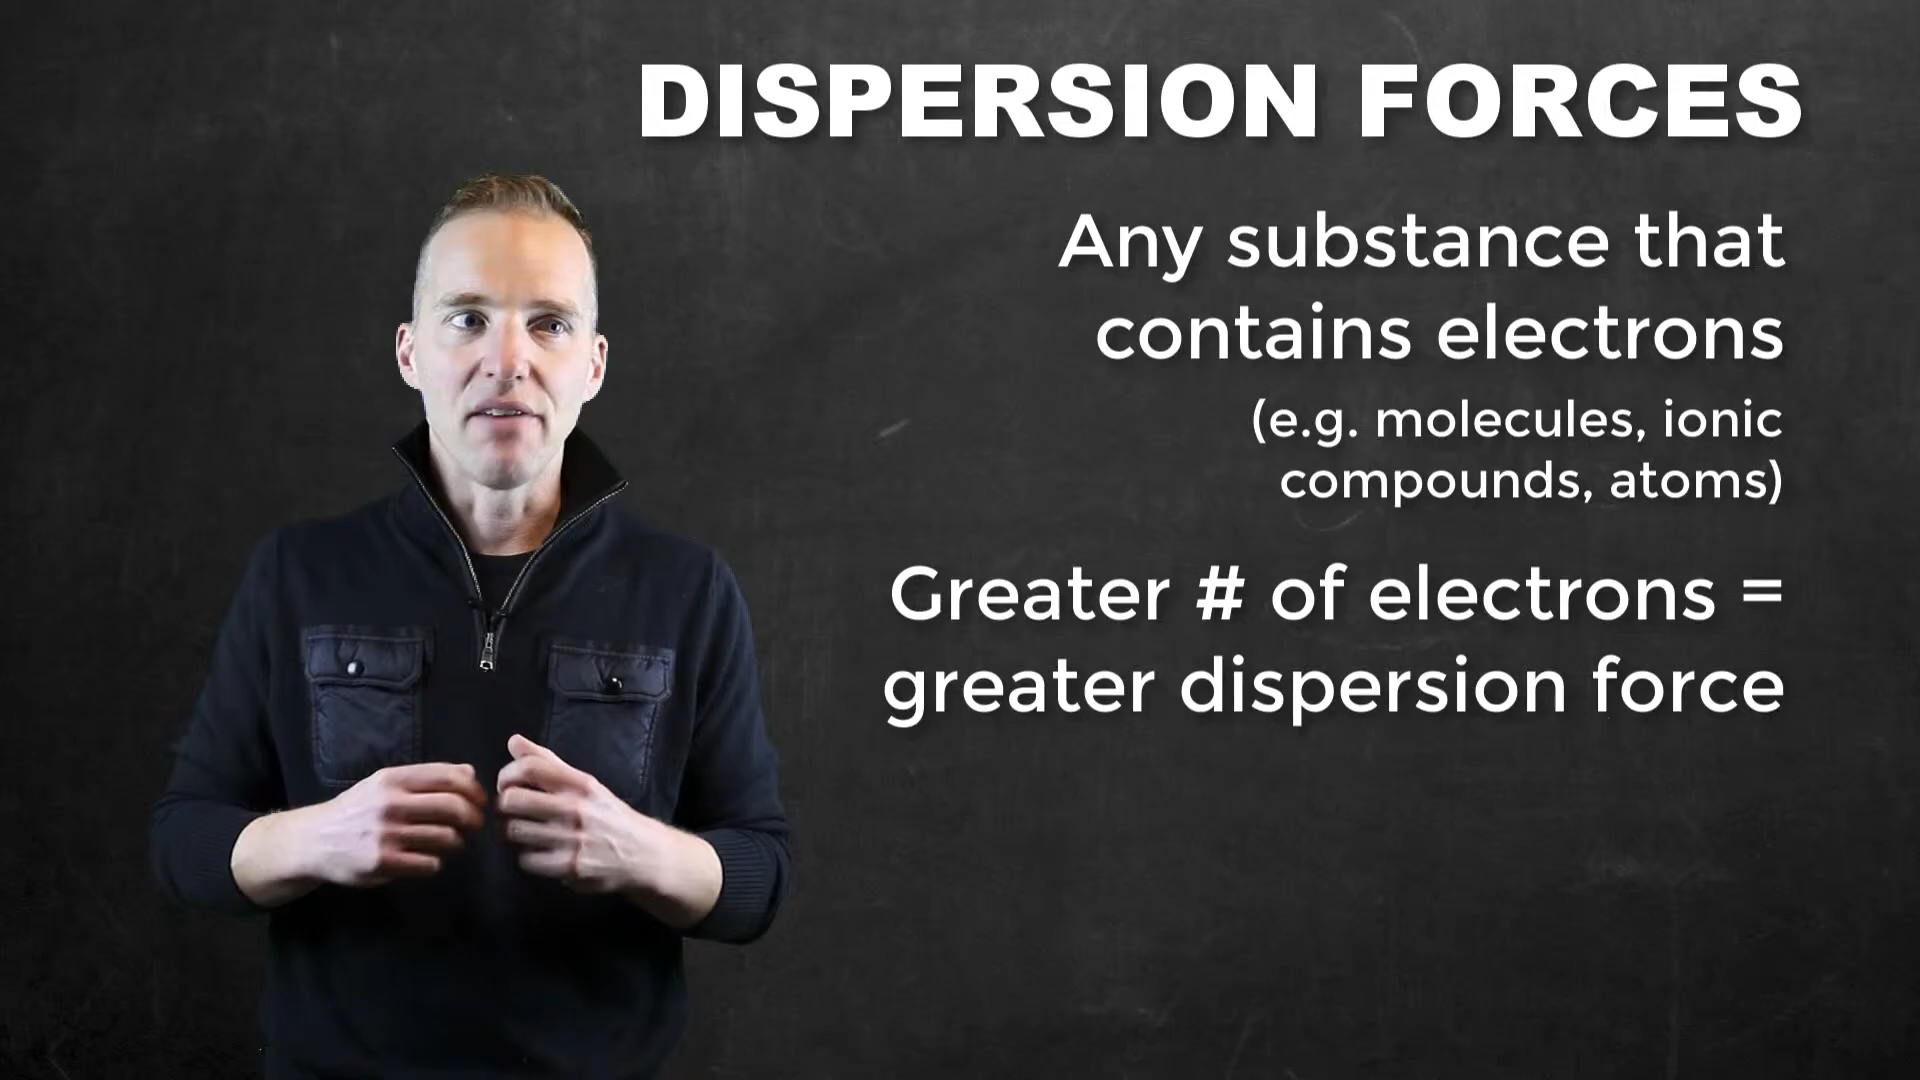 DISPERSION FORCES
Any substance that
contains electrons
(e.g. molecules, ionic
compounds, atoms)
Greater # of electrons =
greater dispersion force